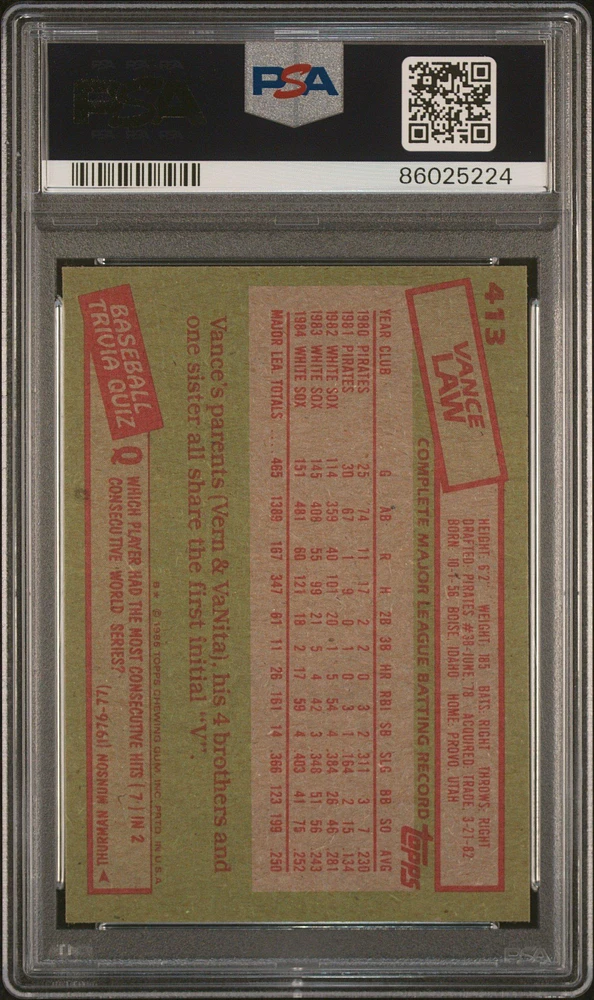 PSA
86025224
413
VANCE
LAW
HEIGHT: 6'2" WEIGHT: 185 BATS: RIGHT THROWS: RIGHT
DRAFTED: PIRATES #38-JUNE, 78 ACQUIRED: TRADE, 3-21-82
BORN: 10-1-56 BOISE, IDAHO HOME: PROVO, UTAH
COMPLETE MAJOR LEAGUE BATTING RECORD
topps
YEAR CLUB G AB R H 2B 3B HR RBI SB SLG BB SO AVG
1980 PIRATES 25 74 11 17 2 2 0 3 2 .311 3 7 .230
1981 PIRATES 30 67 1 9 0 1 0 3 1 .164 2 15 .134
1982 WHITE SOX 114 359 40 101 20 1 5 54 4 .384 26 46 .281
1983 WHITE SOX 145 408 55 99 21 5 4 42 3 .348 51 56 .243
1984 WHITE SOX 151 481 60 121 18 2 17 59 4 .403 41 75 .252
MAJOR LEA. TOTALS 465 1389 167 347 61 11 26 161 14 .366 123 199 .250
Vance's parents (Vern & VaNita), his 4 brothers and
one sister all share the first initial "V".
© 1985 TOPPS CHEWING GUM, INC. PRTD. IN U.S.A.
BASEBALL
TRIVIA QUIZ
Q WHICH PLAYER HAD THE MOST CONSECUTIVE HITS (7) IN 2
CONSECUTIVE WORLD SERIES?
THURMAN MUNSON (1976-77) A
PSA